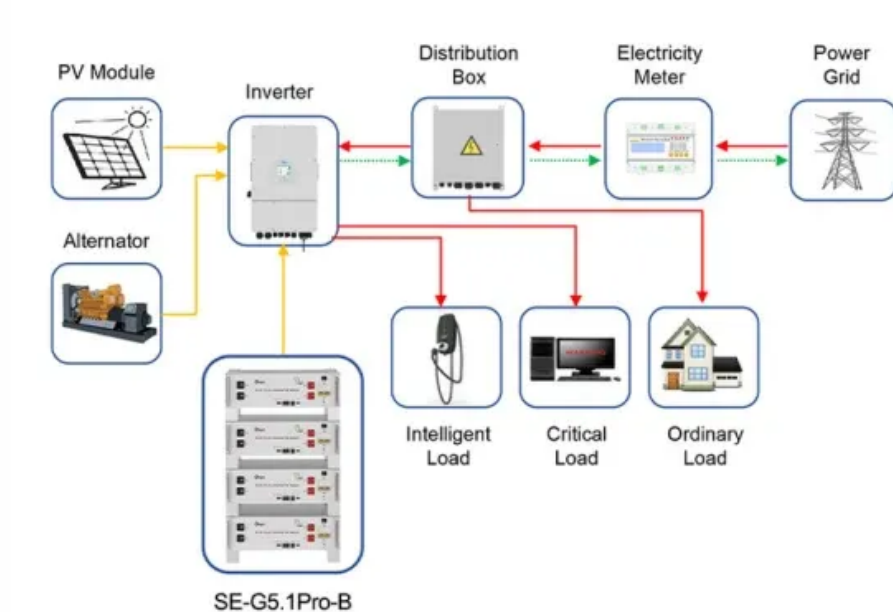 PV Module
Inverter
Distribution
Box
Electricity
Meter
Power
Grid
Alternator
Intelligent
Load
Critical
Load
Ordinary
Load
SE-G5.1Pro-B